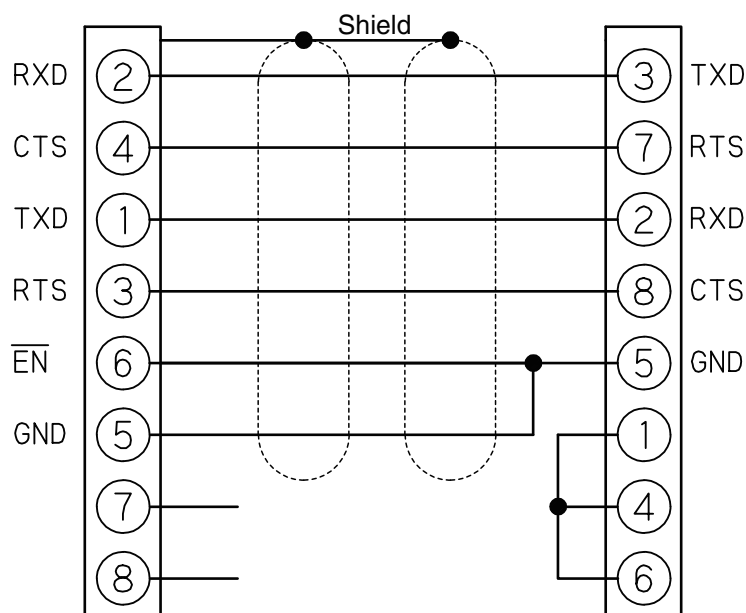 Shield
RXD 2 3 TXD
CTS 4 7 RTS
TXD 1 2 RXD
RTS 3 8 CTS
E̅N̅ 6 5 GND
GND 5 1
7 4
8 6